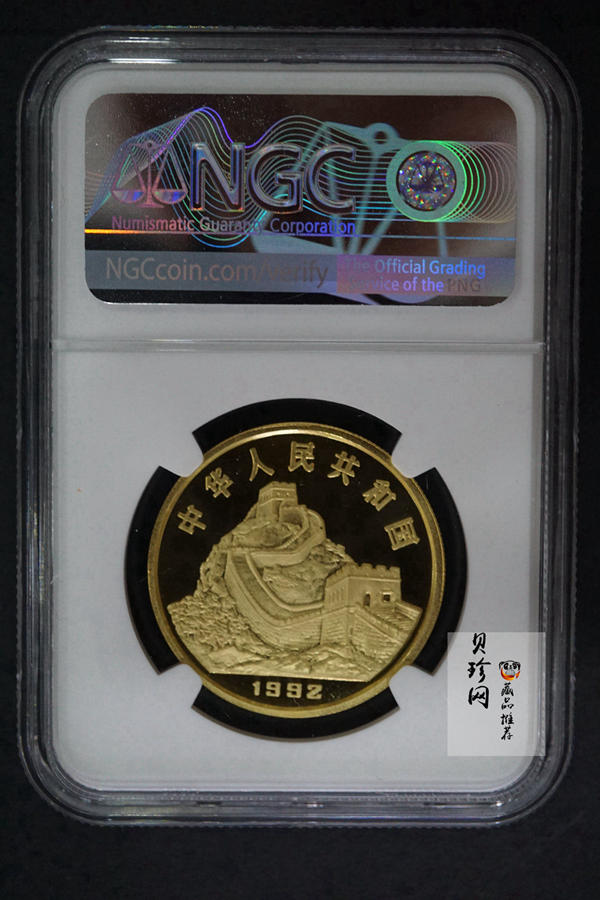 NGC
Numismatic Guaranty Corporation
NGCcoin.com/verify
The Official Grading
Service of the PNG
中华人民共和国
1992
贝珍网
藏品推荐